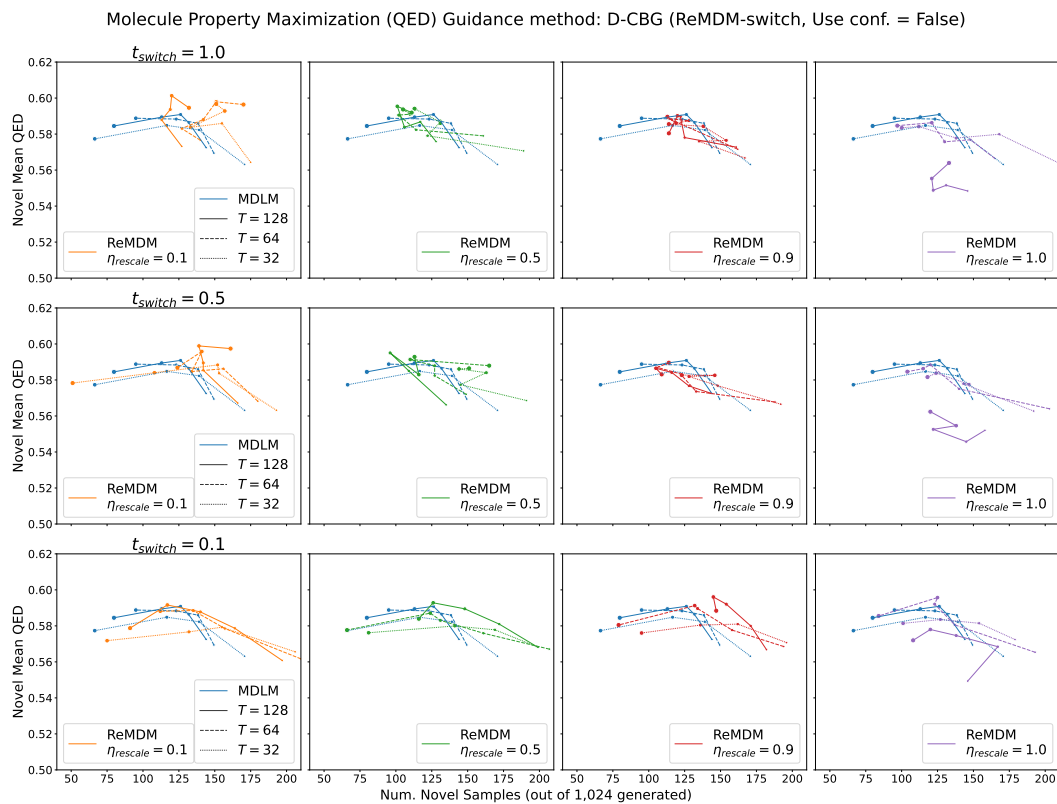 Molecule Property Maximization (QED) Guidance method: D-CBG (ReMDM-switch, Use conf. = False)
t_switch = 1.0
0.62
0.60
0.58
0.56
0.54
0.52
0.50
Novel Mean QED
MDLM
T = 128
T = 64
T = 32
ReMDM
η_rescale = 0.1
ReMDM
η_rescale = 0.5
ReMDM
η_rescale = 0.9
ReMDM
η_rescale = 1.0
t_switch = 0.5
0.62
0.60
0.58
0.56
0.54
0.52
0.50
Novel Mean QED
MDLM
T = 128
T = 64
T = 32
ReMDM
η_rescale = 0.1
ReMDM
η_rescale = 0.5
ReMDM
η_rescale = 0.9
ReMDM
η_rescale = 1.0
t_switch = 0.1
0.62
0.60
0.58
0.56
0.54
0.52
0.50
Novel Mean QED
MDLM
T = 128
T = 64
T = 32
ReMDM
η_rescale = 0.1
ReMDM
η_rescale = 0.5
ReMDM
η_rescale = 0.9
ReMDM
η_rescale = 1.0
50 75 100 125 150 175 200
50 75 100 125 150 175 200
50 75 100 125 150 175 200
50 75 100 125 150 175 200
Num. Novel Samples (out of 1,024 generated)